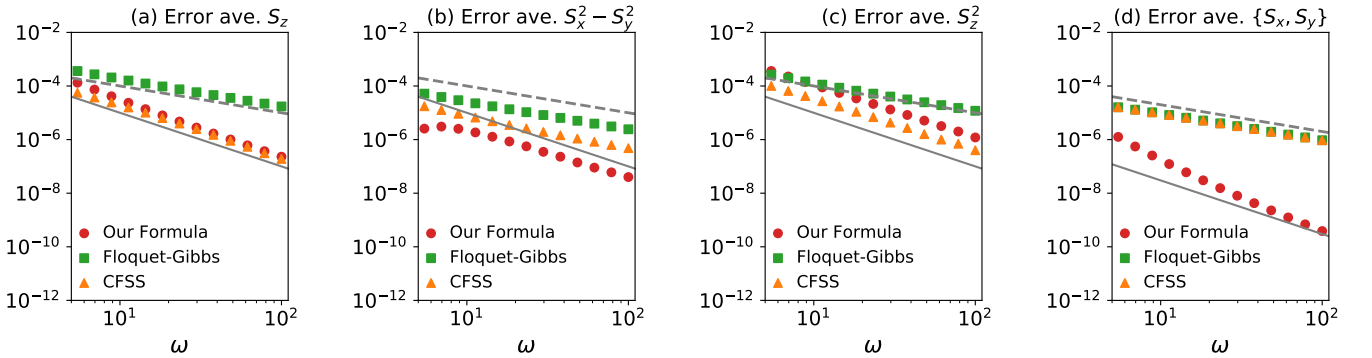 (a) Error ave. $S_z$
10^{-2}
10^{-4}
10^{-6}
10^{-8}
10^{-10}
10^{-12}
Our Formula
Floquet-Gibbs
CFSS
10^1
10^2
ω
(b) Error ave. $S_x^2 - S_y^2$
10^{-2}
10^{-4}
10^{-6}
10^{-8}
10^{-10}
10^{-12}
Our Formula
Floquet-Gibbs
CFSS
10^1
10^2
ω
(c) Error ave. $S_z^2$
10^{-2}
10^{-4}
10^{-6}
10^{-8}
10^{-10}
10^{-12}
Our Formula
Floquet-Gibbs
CFSS
10^1
10^2
ω
(d) Error ave. $\{S_x, S_y\}$
10^{-2}
10^{-4}
10^{-6}
10^{-8}
10^{-10}
10^{-12}
Our Formula
Floquet-Gibbs
CFSS
10^1
10^2
ω